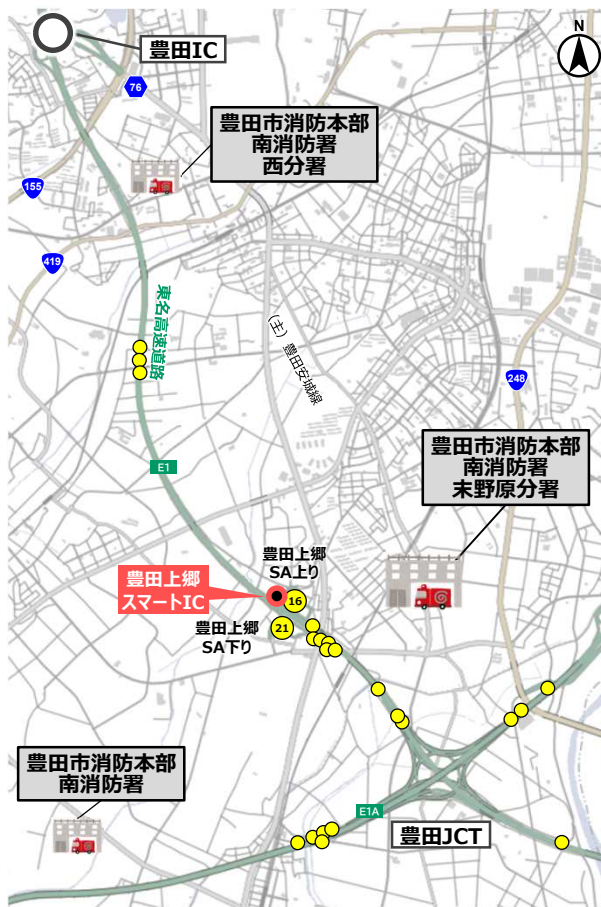 豊田IC
N
76
豊田市消防本部
南消防署
西分署
155
419
東名高速道路
(主) 豊田安城線
248
豊田市消防本部
南消防署
末野原分署
E1
豊田上郷
SA上り
豊田上郷
スマートIC
16
21
豊田上郷
SA下り
豊田市消防本部
南消防署
E1A
豊田JCT